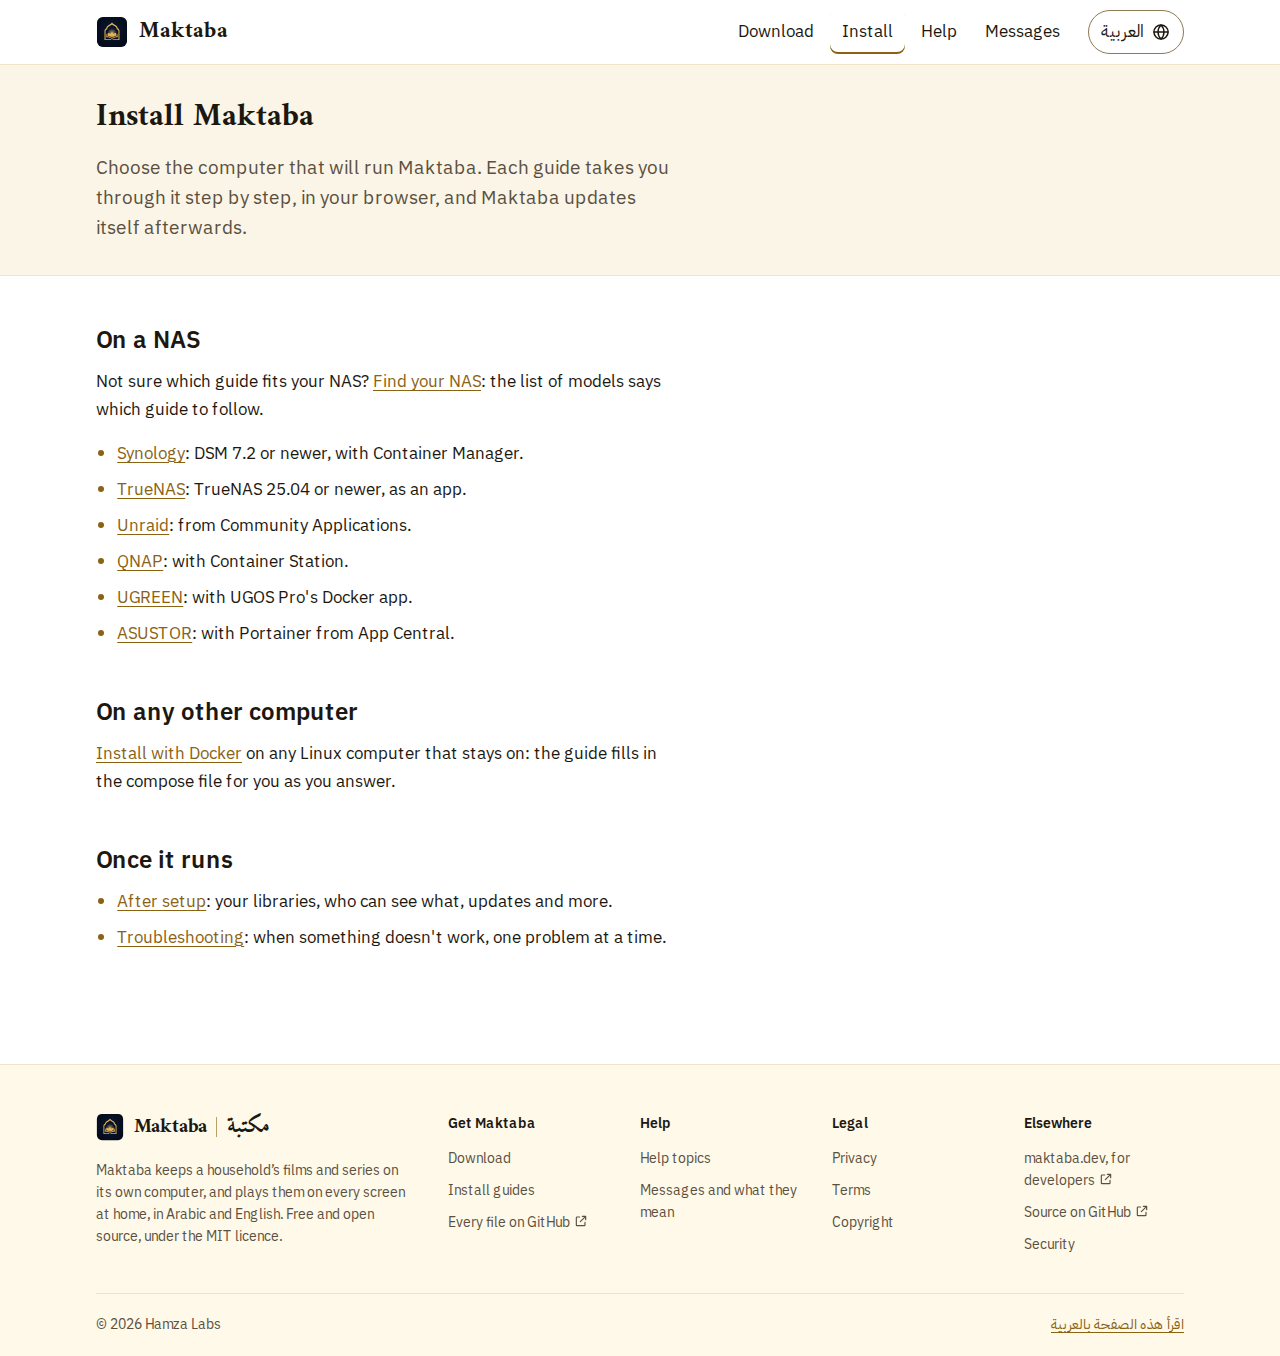 Maktaba
Download
Install
Help
Messages
العربية
Install Maktaba
Choose the computer that will run Maktaba. Each guide takes you
through it step by step, in your browser, and Maktaba updates
itself afterwards.
On a NAS
Not sure which guide fits your NAS? Find your NAS: the list of models says
which guide to follow.
Synology: DSM 7.2 or newer, with Container Manager.
TrueNAS: TrueNAS 25.04 or newer, as an app.
Unraid: from Community Applications.
QNAP: with Container Station.
UGREEN: with UGOS Pro's Docker app.
ASUSTOR: with Portainer from App Central.
On any other computer
Install with Docker on any Linux computer that stays on: the guide fills in
the compose file for you as you answer.
Once it runs
After setup: your libraries, who can see what, updates and more.
Troubleshooting: when something doesn't work, one problem at a time.
Maktaba | مكتبة
Maktaba keeps a household’s films and series on
its own computer, and plays them on every screen
at home, in Arabic and English. Free and open
source, under the MIT licence.
Get Maktaba
Download
Install guides
Every file on GitHub
Help
Help topics
Messages and what they
mean
Legal
Privacy
Terms
Copyright
Elsewhere
maktaba.dev, for
developers
Source on GitHub
Security
© 2026 Hamza Labs
اقرأ هذه الصفحة بالعربية